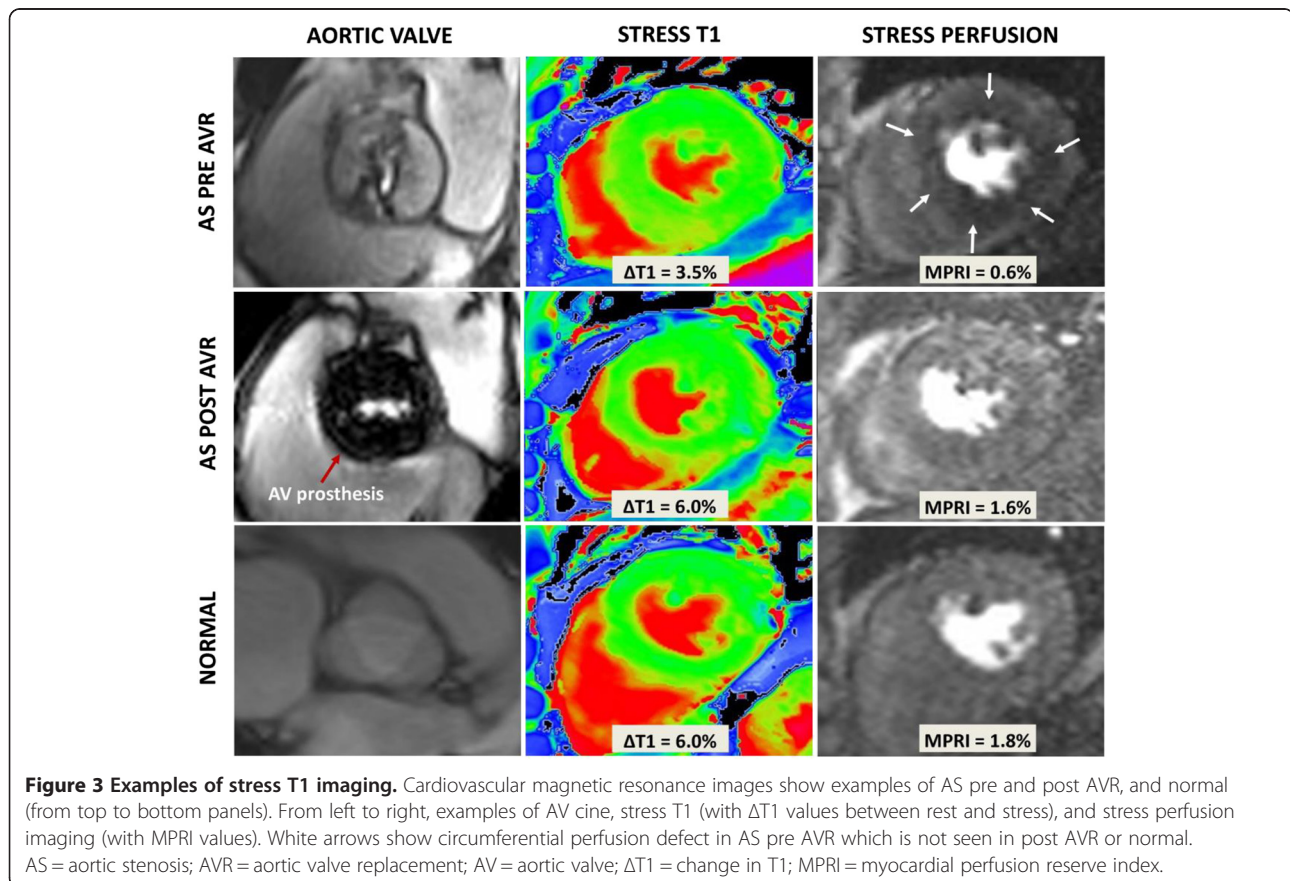 AORTIC VALVE STRESS T1 STRESS PERFUSION
AS PRE AVR
ΔT1 = 3.5% MPRI = 0.6%
AS POST AVR
AV prosthesis
ΔT1 = 6.0% MPRI = 1.6%
NORMAL
ΔT1 = 6.0% MPRI = 1.8%
Figure 3 Examples of stress T1 imaging. Cardiovascular magnetic resonance images show examples of AS pre and post AVR, and normal
(from top to bottom panels). From left to right, examples of AV cine, stress T1 (with ΔT1 values between rest and stress), and stress perfusion
imaging (with MPRI values). White arrows show circumferential perfusion defect in AS pre AVR which is not seen in post AVR or normal.
AS = aortic stenosis; AVR = aortic valve replacement; AV = aortic valve; ΔT1 = change in T1; MPRI = myocardial perfusion reserve index.